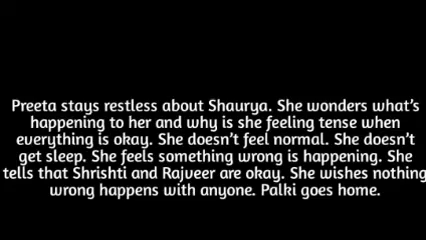 Preeta stays restless about Shaurya. She wonders what's
happening to her and why is she feeling tense when
everything is okay. She doesn't feel normal. She doesn't
get sleep. She feels something wrong is happening. She
tells that Shrishti and Rajveer are okay. She wishes nothing
wrong happens with anyone. Palki goes home.